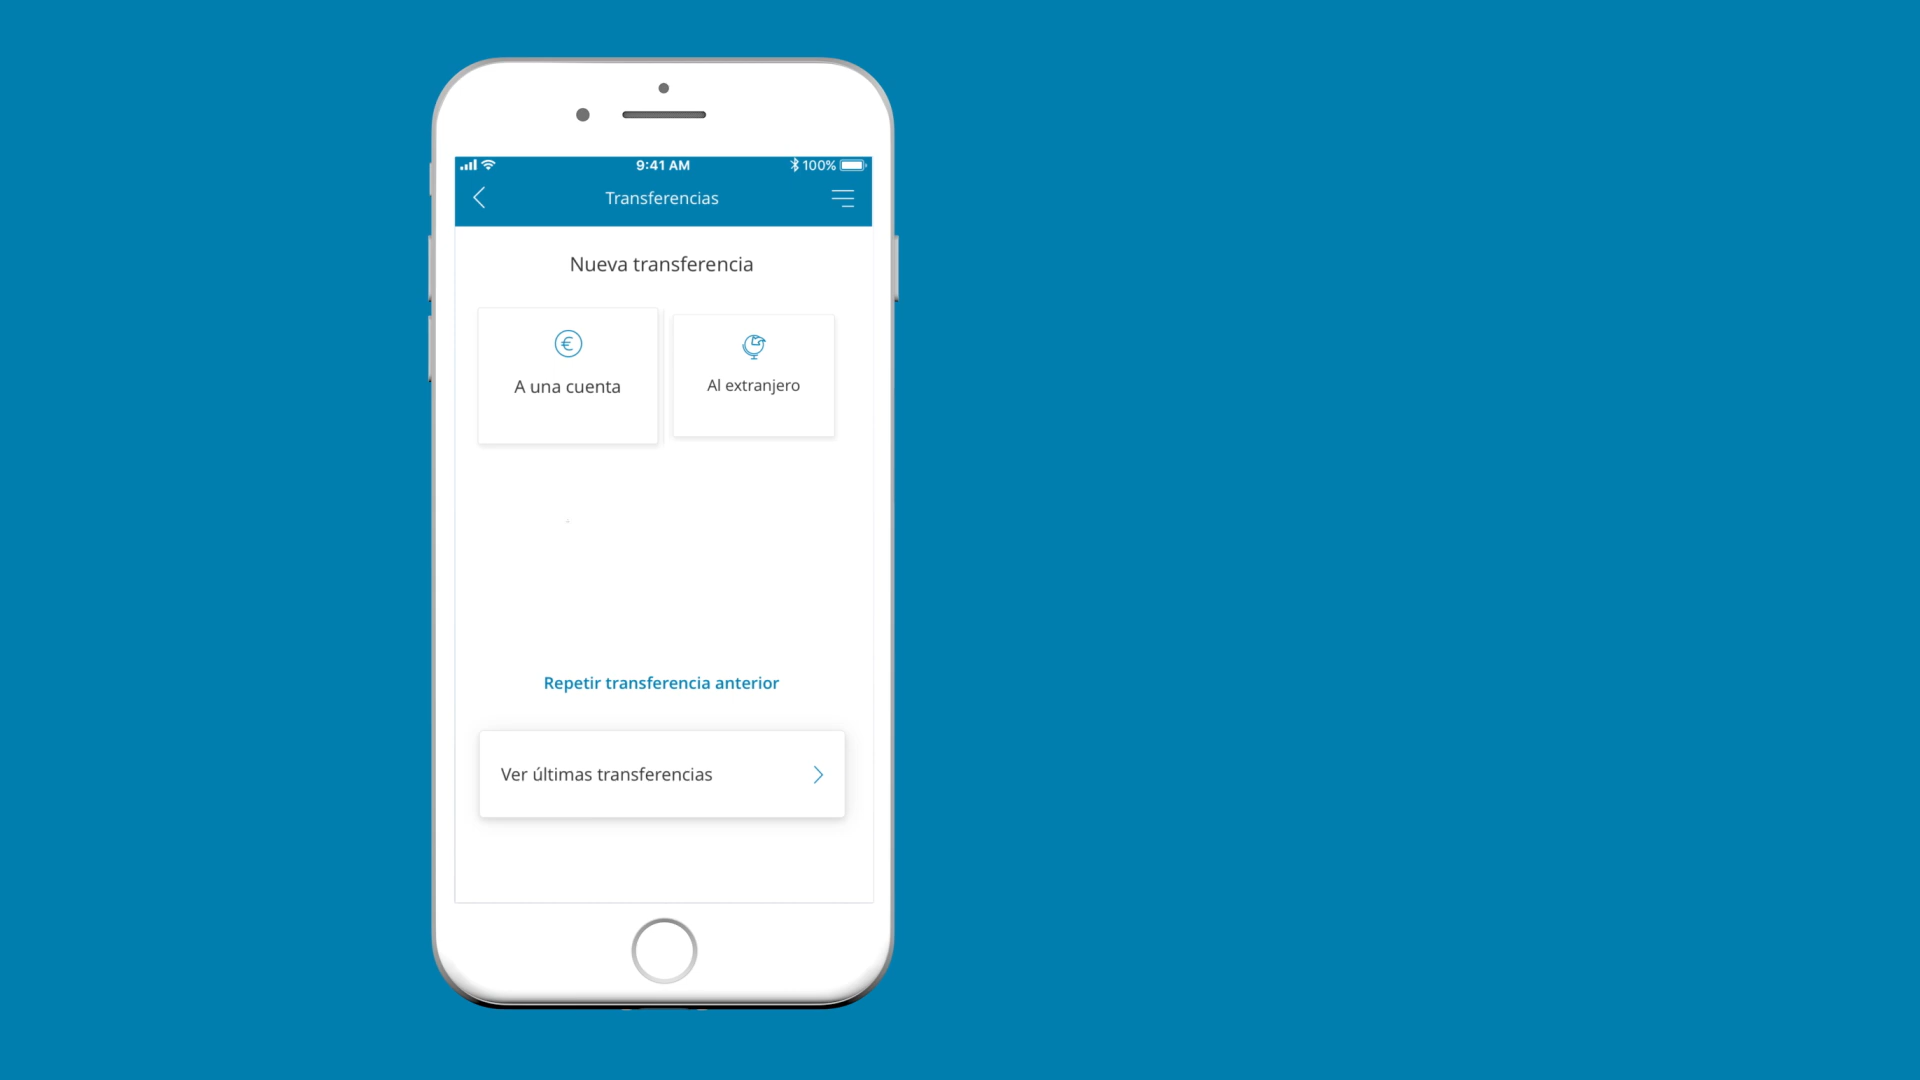 9:41 AM
100%
Transferencias
Nueva transferencia
A una cuenta
Al extranjero
Repetir transferencia anterior
Ver últimas transferencias